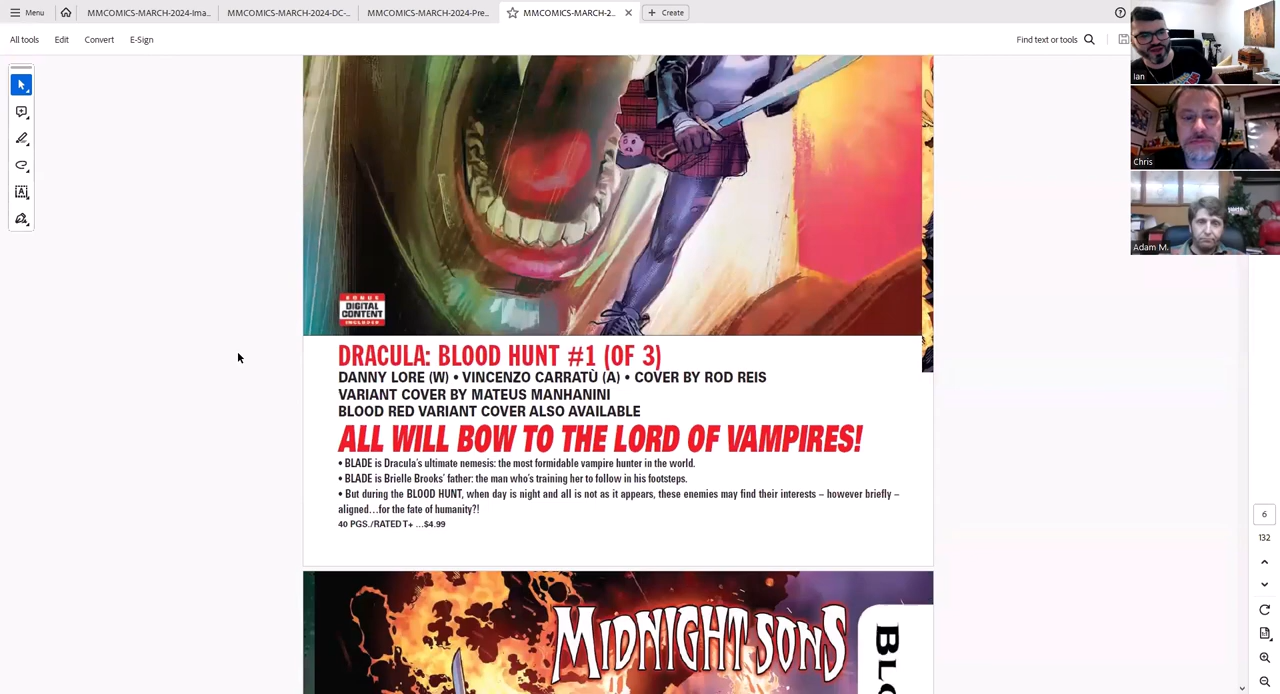 Menu
MMCOMICS-MARCH-2024-Ima...
MMCOMICS-MARCH-2024-DC-...
MMCOMICS-MARCH-2024-Pre...
MMCOMICS-MARCH-2...
Create
All tools
Edit
Convert
E-Sign
Find text or tools
Ian
Chris
Adam M.
BONUS
DIGITAL
CONTENT
INCLUDED
DRACULA: BLOOD HUNT #1 (OF 3)
DANNY LORE (W) • VINCENZO CARRATÙ (A) • COVER BY ROD REIS
VARIANT COVER BY MATEUS MANHANINI
BLOOD RED VARIANT COVER ALSO AVAILABLE
ALL WILL BOW TO THE LORD OF VAMPIRES!
• BLADE is Dracula's ultimate nemesis: the most formidable vampire hunter in the world.
• BLADE is Brielle Brooks' father: the man who's training her to follow in his footsteps.
• But during the BLOOD HUNT, when day is night and all is not as it appears, these enemies may find their interests – however briefly –
aligned...for the fate of humanity?!
40 PGS./RATED T+ ...$4.99
MIDNIGHT SONS
BLO
6
132